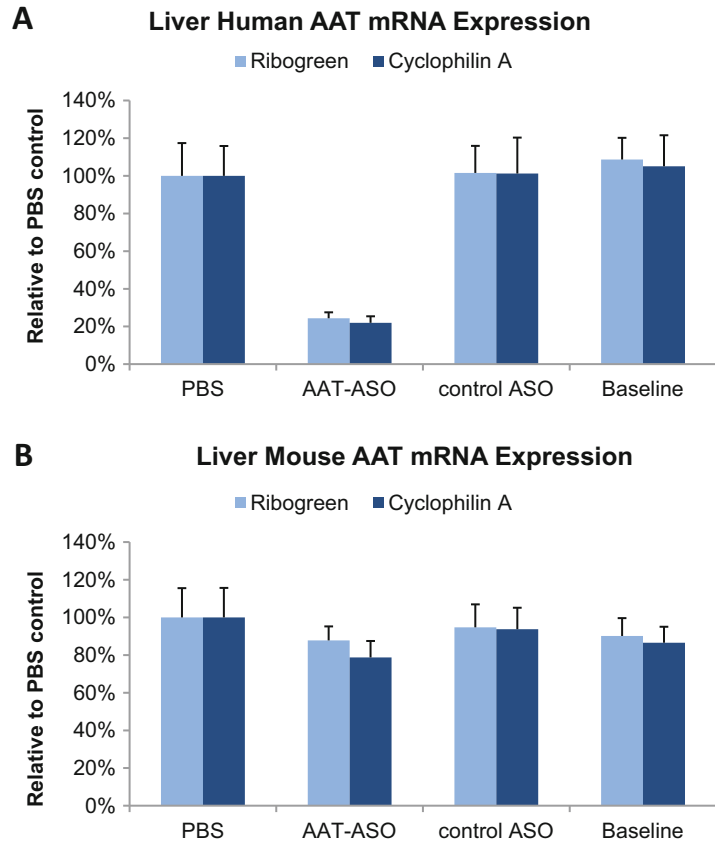 A
Liver Human AAT mRNA Expression
Ribogreen Cyclophilin A
Relative to PBS control
140%
120%
100%
80%
60%
40%
20%
0%
PBS AAT-ASO control ASO Baseline
B
Liver Mouse AAT mRNA Expression
Ribogreen Cyclophilin A
Relative to PBS control
140%
120%
100%
80%
60%
40%
20%
0%
PBS AAT-ASO control ASO Baseline